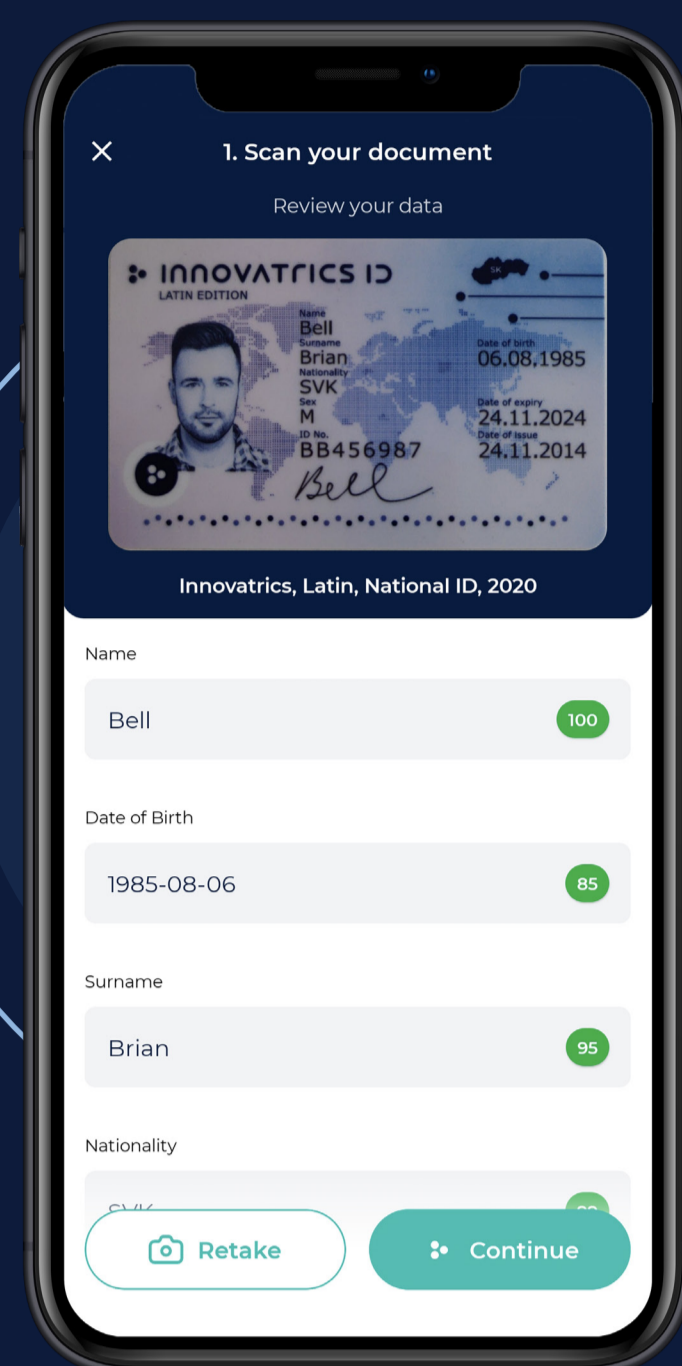 1. Scan your document
Review your data
INNOVATRICS ID
LATIN EDITION
SK
Name
Bell
Surname
Brian
Nationality
SVK
Sex
M
ID No.
BB456987
Date of birth
06.08.1985
Date of expiry
24.11.2024
Date of issue
24.11.2014
Bell
Innovatrics, Latin, National ID, 2020
Name
Bell
100
Date of Birth
1985-08-06
85
Surname
Brian
95
Nationality
SVK
Retake
Continue